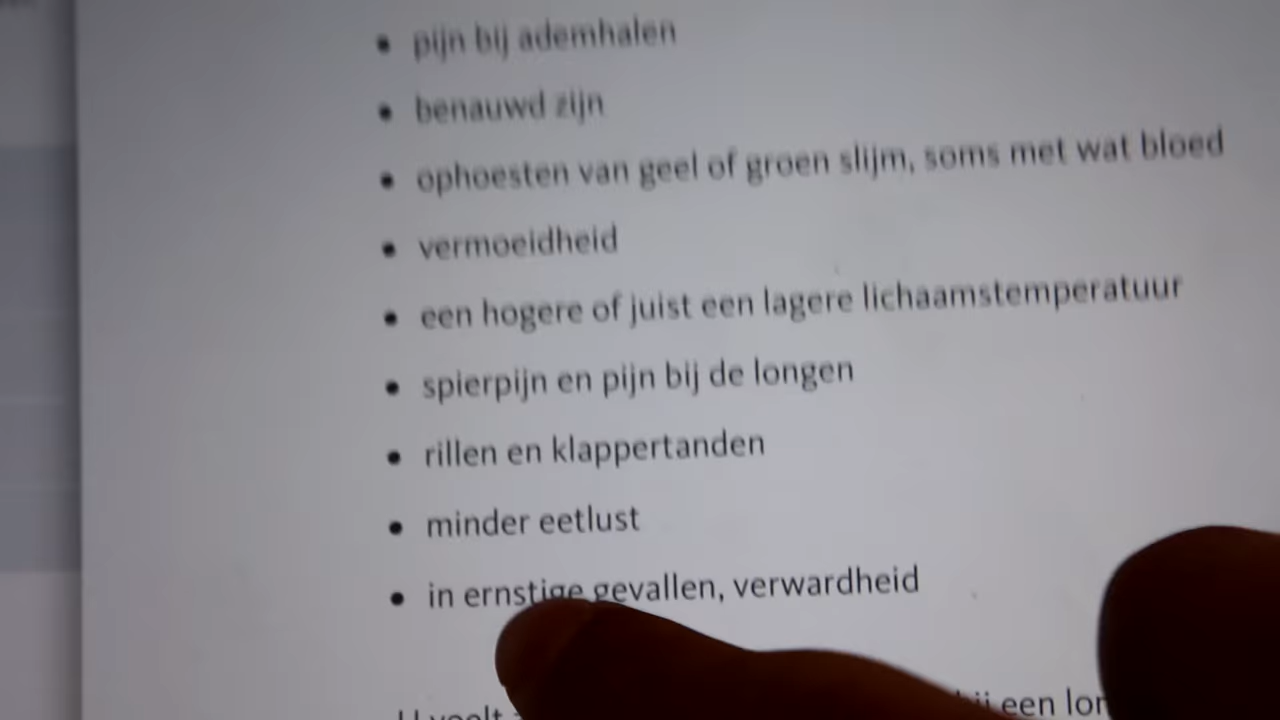 pijn bij ademhalen
benauwd zijn
ophoesten van geel of groen slijm, soms met wat bloed
vermoeidheid
een hogere of juist een lagere lichaamstemperatuur
spierpijn en pijn bij de longen
rillen en klappertanden
minder eetlust
in ernstige gevallen, verwardheid
U voelt een